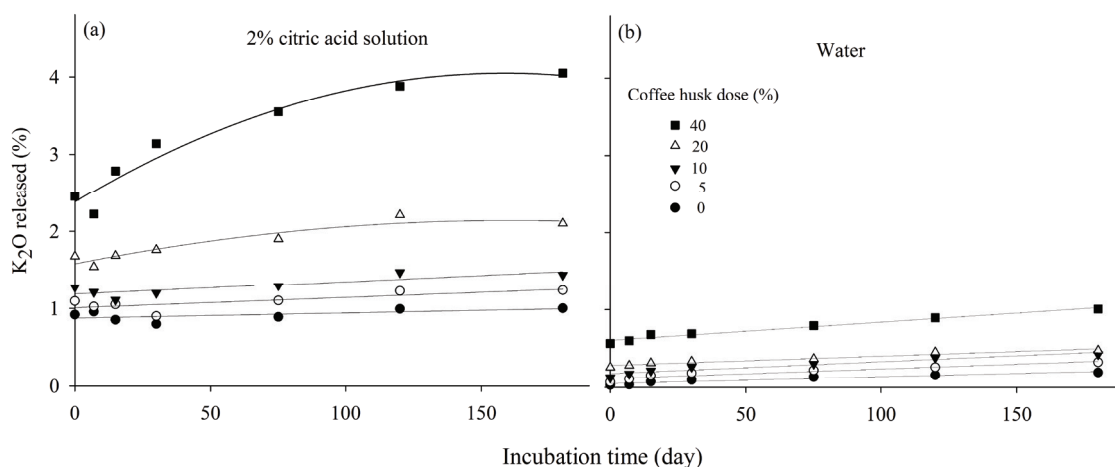 (a)
2% citric acid solution
4
3
2
1
0
K2O released (%)
0
50
100
150
(b)
Water
Coffee husk dose (%)
40
20
10
5
0
0
50
100
150
Incubation time (day)